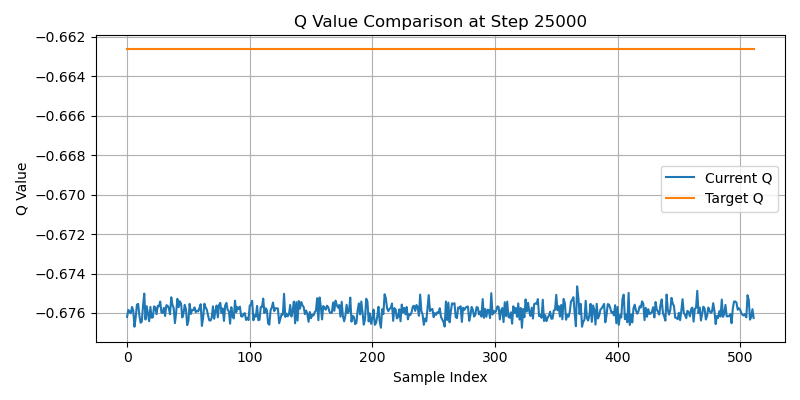 Q Value Comparison at Step 25000
−0.662
−0.664
−0.666
−0.668
−0.670
−0.672
−0.674
−0.676
Q Value
Current Q
Target Q
0
100
200
300
400
500
Sample Index